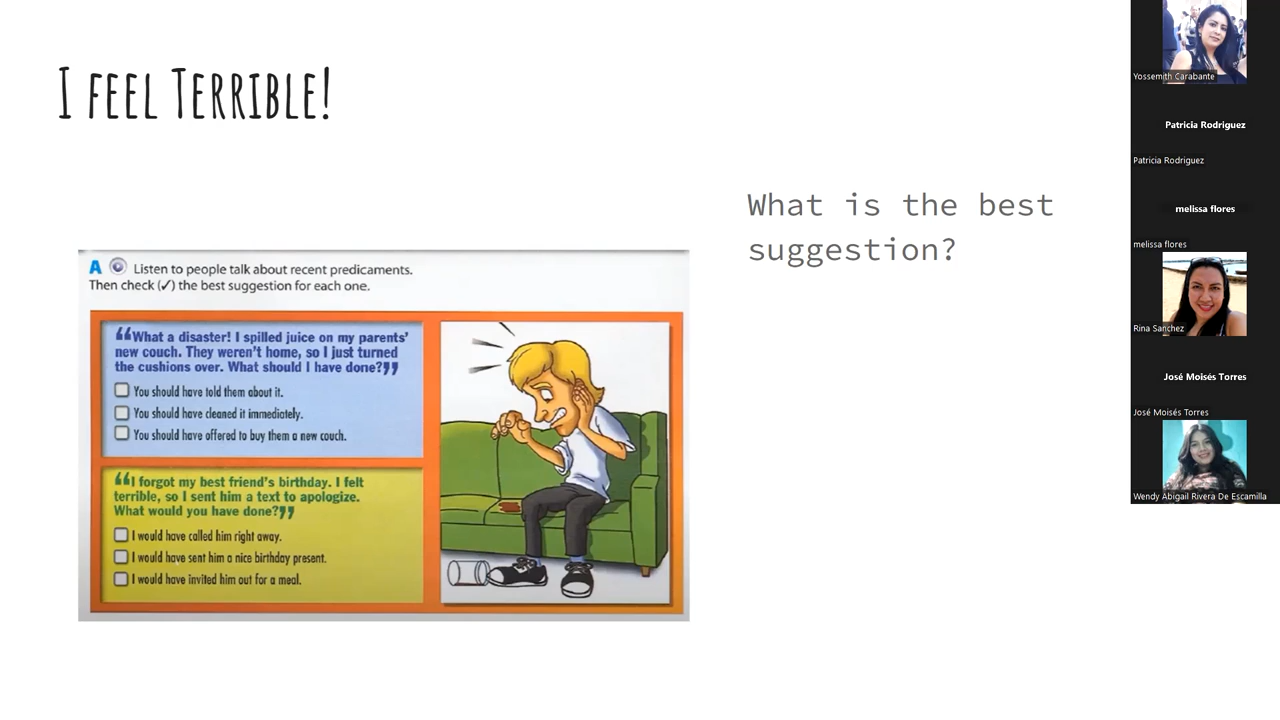 I FEEL TERRIBLE!
What is the best
suggestion?
A Listen to people talk about recent predicaments.
Then check (✓) the best suggestion for each one.
“What a disaster! I spilled juice on my parents’
new couch. They weren’t home, so I just turned
the cushions over. What should I have done?”
You should have told them about it.
You should have cleaned it immediately.
You should have offered to buy them a new couch.
“I forgot my best friend’s birthday. I felt
terrible, so I sent him a text to apologize.
What would you have done?”
I would have called him right away.
I would have sent him a nice birthday present.
I would have invited him out for a meal.
Yossemith Carabante
Patricia Rodriguez
Patricia Rodriguez
melissa flores
melissa flores
Rina Sanchez
José Moisés Torres
José Moisés Torres
Wendy Abigail Rivera De Escamilla